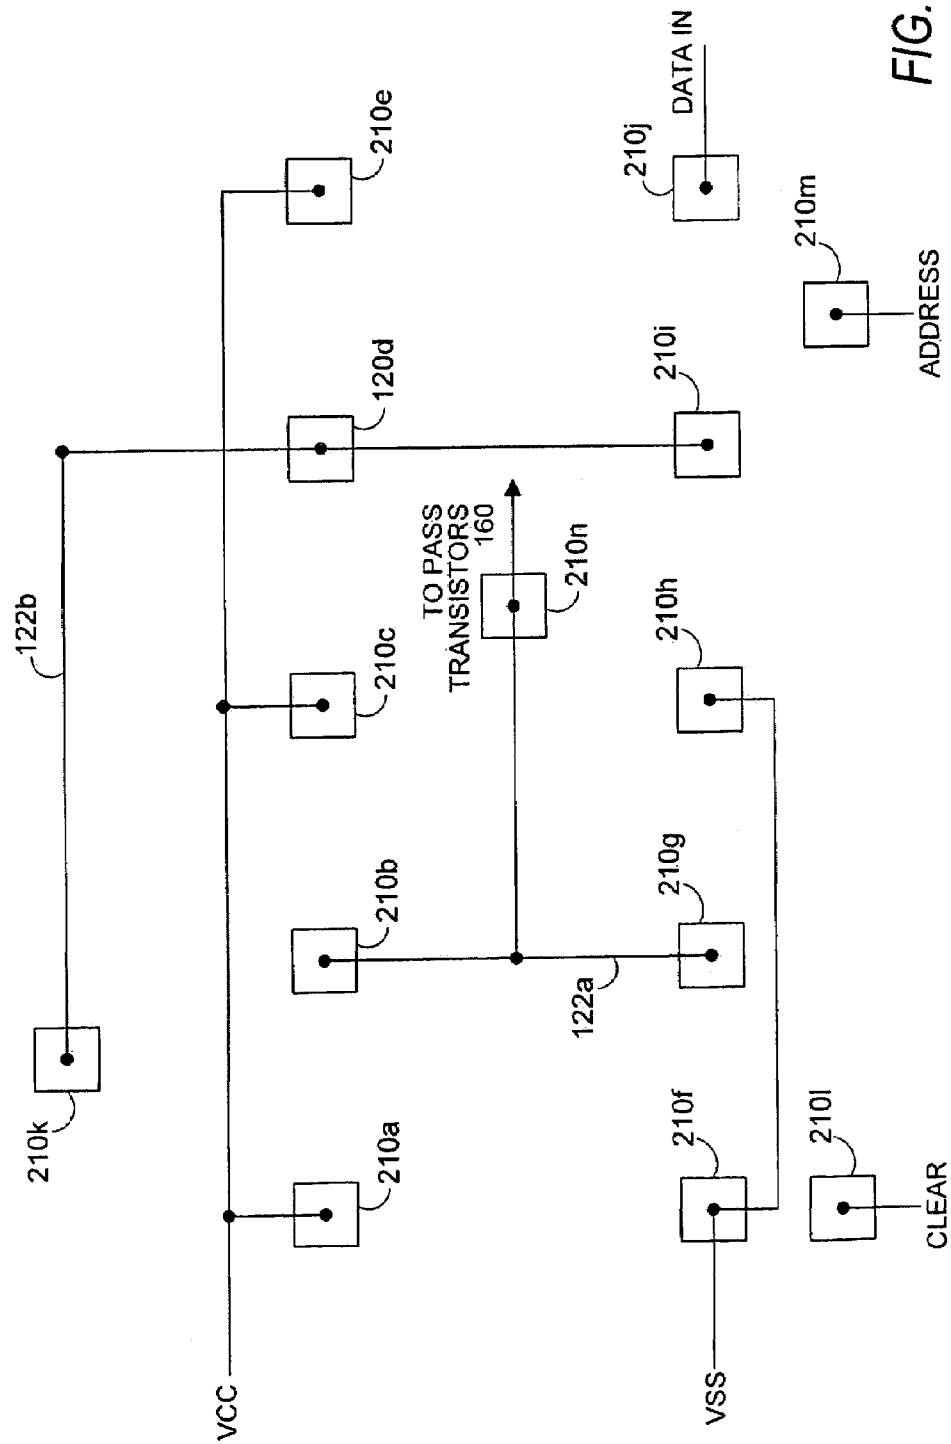 210k
122b
VCC
210a
210b
210c
120d
210e
TO PASS
TRANSISTORS
160
210n
122a
VSS
210f
210g
210h
210i
210j
DATA IN
210l
CLEAR
210m
ADDRESS
FIG.